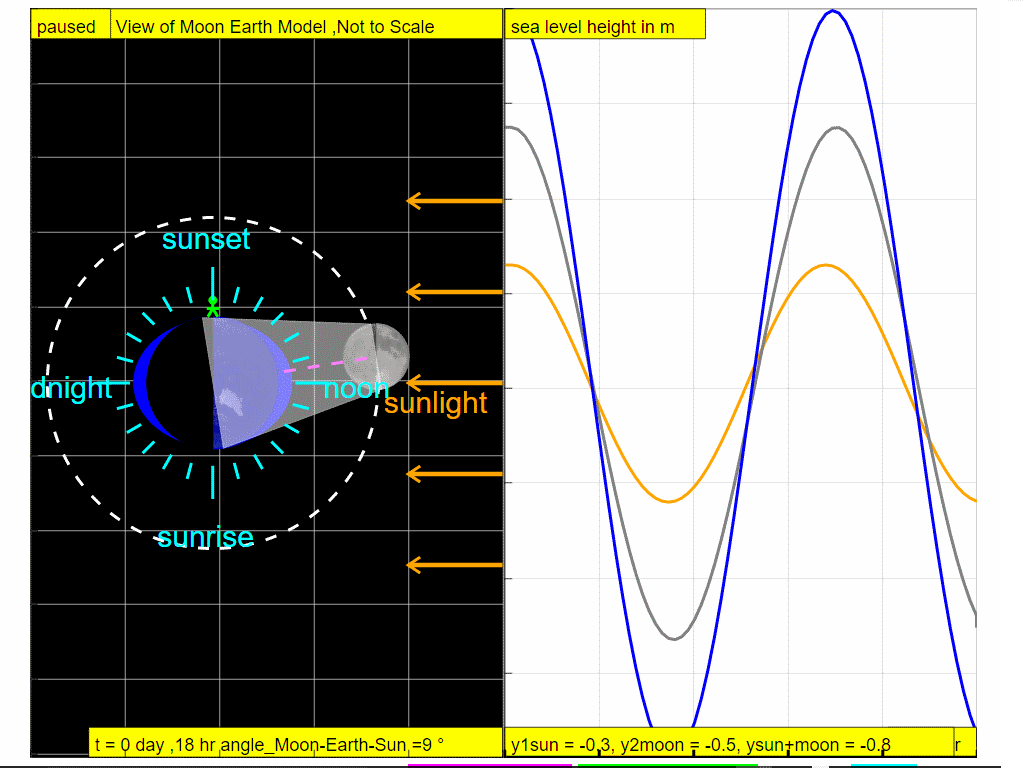 paused
View of Moon Earth Model ,Not to Scale
sea level height in m
sunset
dnight
noon
sunlight
sunrise
t = 0 day ,18 hr angle_Moon-Earth-Sun =9 °
y1sun = -0.3, y2moon = -0.5, ysun+moon = -0.8
r